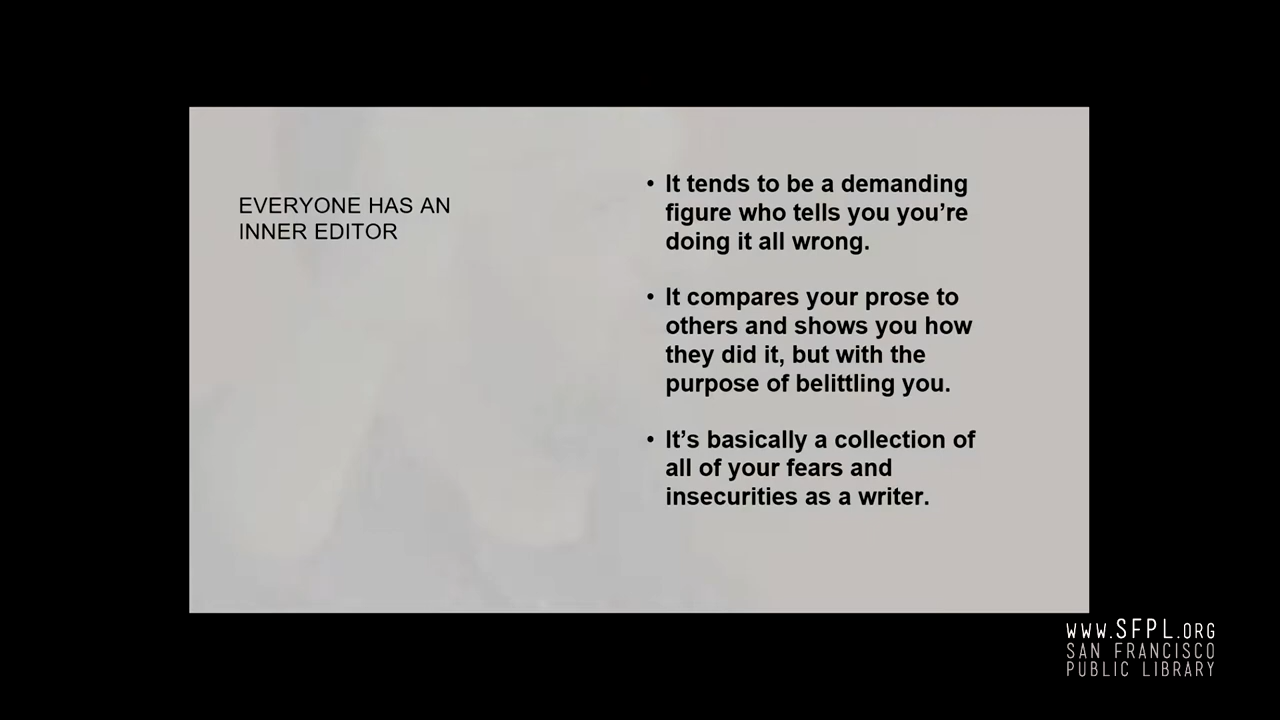 EVERYONE HAS AN
INNER EDITOR
• It tends to be a demanding
figure who tells you you’re
doing it all wrong.
• It compares your prose to
others and shows you how
they did it, but with the
purpose of belittling you.
• It’s basically a collection of
all of your fears and
insecurities as a writer.
WWW.SFPL.ORG
SAN FRANCISCO
PUBLIC LIBRARY